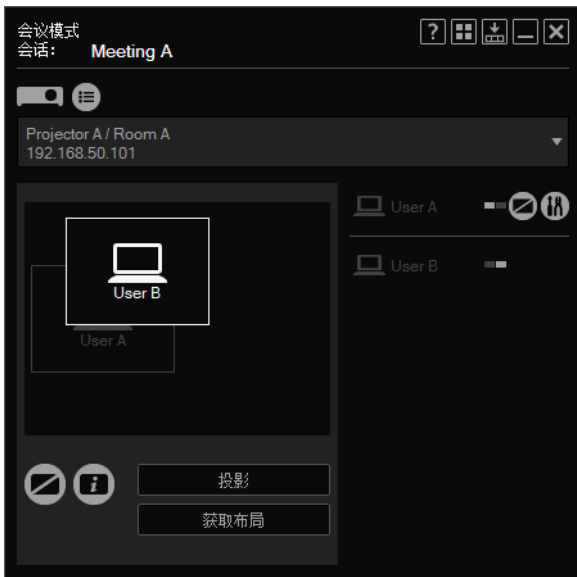 会议模式
会话： Meeting A
Projector A / Room A
192.168.50.101
User A
User B
User B
User A
投影
获取布局